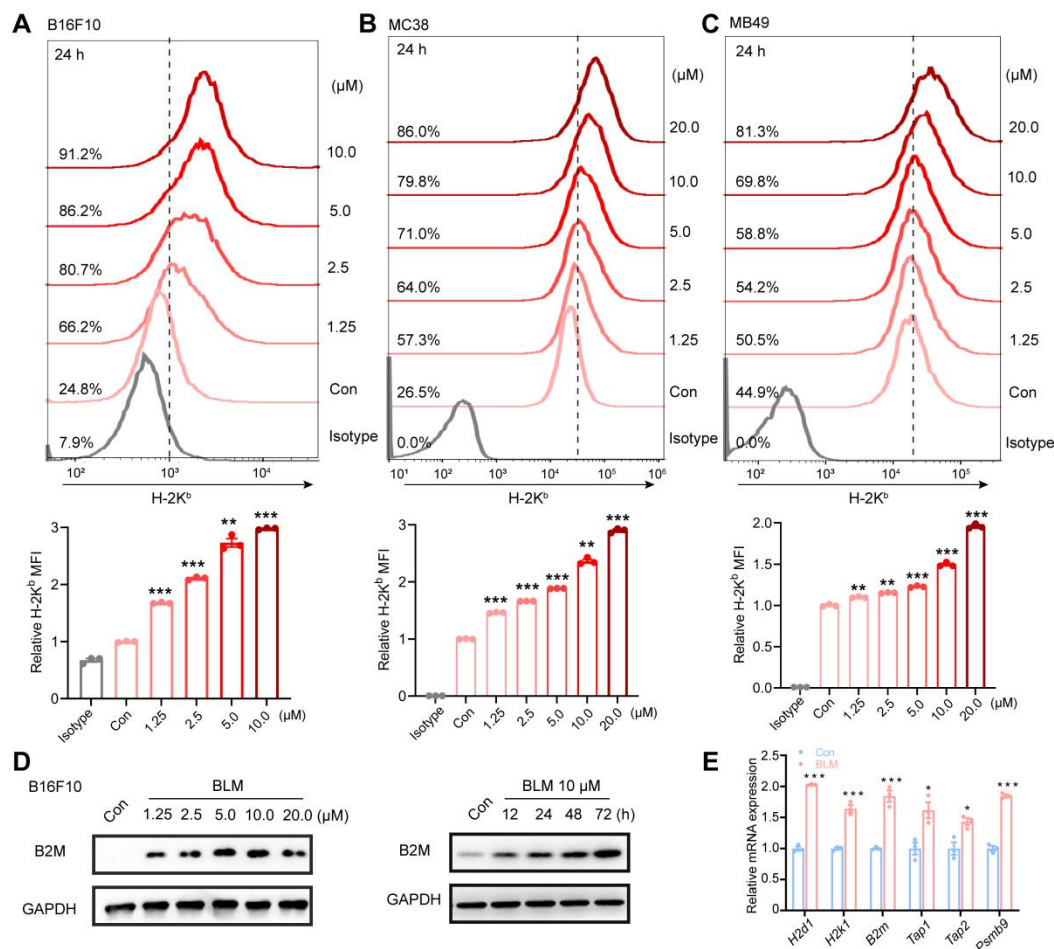 A B16F10
24 h
(µM)
91.2%
10.0
86.2%
5.0
80.7%
2.5
66.2%
1.25
24.8%
Con
7.9%
Isotype
10² 10³ 10⁴
H-2Kᵇ
B MC38
24 h
(µM)
86.0%
20.0
79.8%
10.0
71.0%
5.0
64.0%
2.5
57.3%
1.25
26.5%
Con
0.0%
Isotype
10¹ 10² 10³ 10⁴ 10⁵ 10⁶
H-2Kᵇ
C MB49
24 h
(µM)
81.3%
20.0
69.8%
10.0
58.8%
5.0
54.2%
2.5
50.5%
1.25
44.9%
Con
0.0%
Isotype
10² 10³ 10⁴ 10⁵
H-2Kᵇ
Relative H-2Kᵇ MFI
3
2
1
0
*** *** ** ***
Isotype Con 1.25 2.5 5.0 10.0 (µM)
Relative H-2Kᵇ MFI
3
2
1
0
*** *** *** ** ***
Isotype Con 1.25 2.5 5.0 10.0 20.0 (µM)
Relative H-2Kᵇ MFI
2.0
1.5
1.0
0.5
0.0
** ** *** *** ***
Isotype Con 1.25 2.5 5.0 10.0 20.0 (µM)
D
B16F10
BLM
Con 1.25 2.5 5.0 10.0 20.0 (µM)
B2M
GAPDH
BLM 10 µM
Con 12 24 48 72 (h)
B2M
GAPDH
E
Con
BLM
Relative mRNA expression
2.5
2.0
1.5
1.0
0.5
0.0
*** *** *** * * ***
H2d1 H2k1 B2m Tap1 Tap2 Psmb9